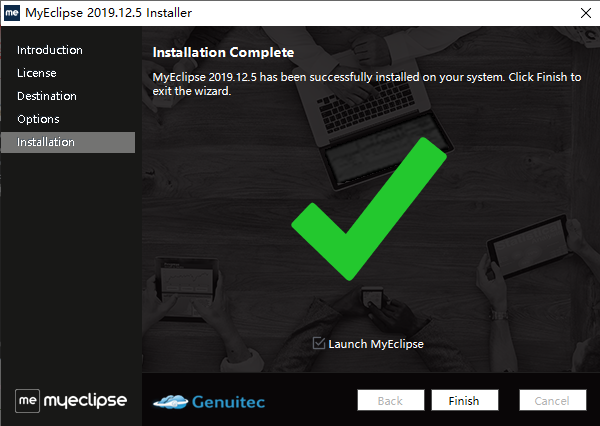 me MyEclipse 2019.12.5 Installer
Introduction
License
Destination
Options
Installation
Installation Complete
MyEclipse 2019.12.5 has been successfully installed on your system. Click Finish to
exit the wizard.
Launch MyEclipse
me myeclipse
Genuitec
Back
Finish
Cancel